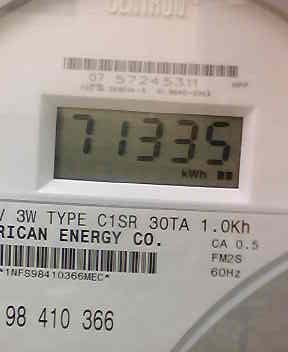 CENTRON
07 57245311
71335
kWh
V 3W TYPE C1SR 30TA 1.0Kh
RICAN ENERGY CO.
CA 0.5
FM2S
*1NFS98410366MEC*
60Hz
98 410 366